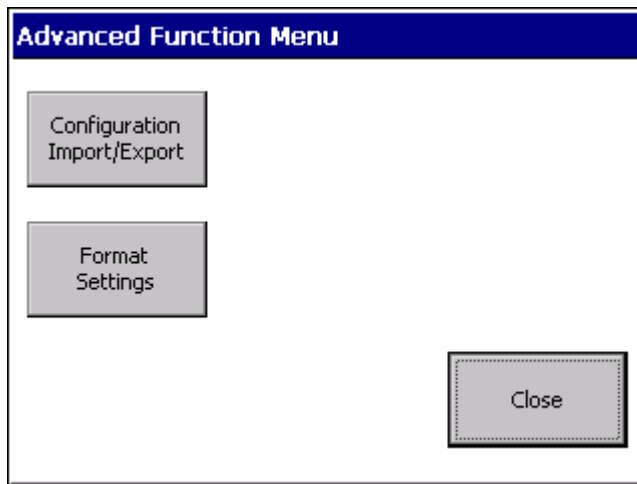 Advanced Function Menu
Configuration
Import/Export
Format
Settings
Close